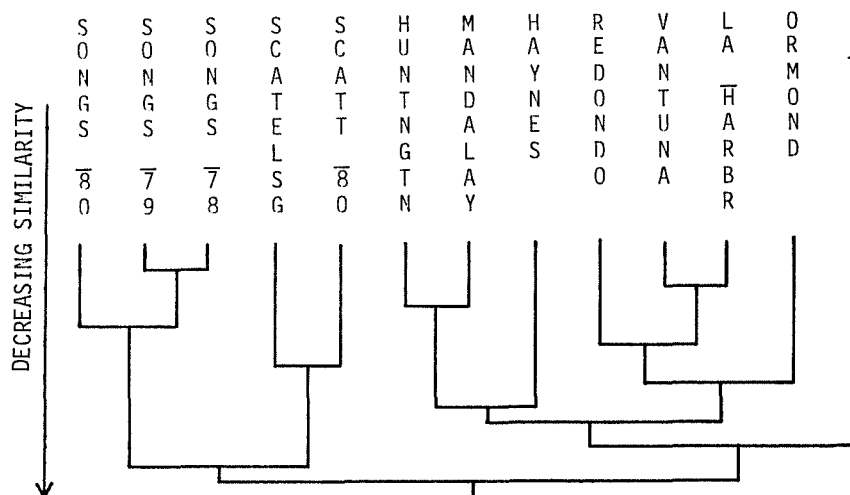 SONGS 80
SONGS 79
SONGS 78
SCATELSG
SCATT 80
HUNTNGTN
MANDALAY
HAYNES
REDONDO
VANTUNA
LA HARBR
ORMOND
DECREASING SIMILARITY